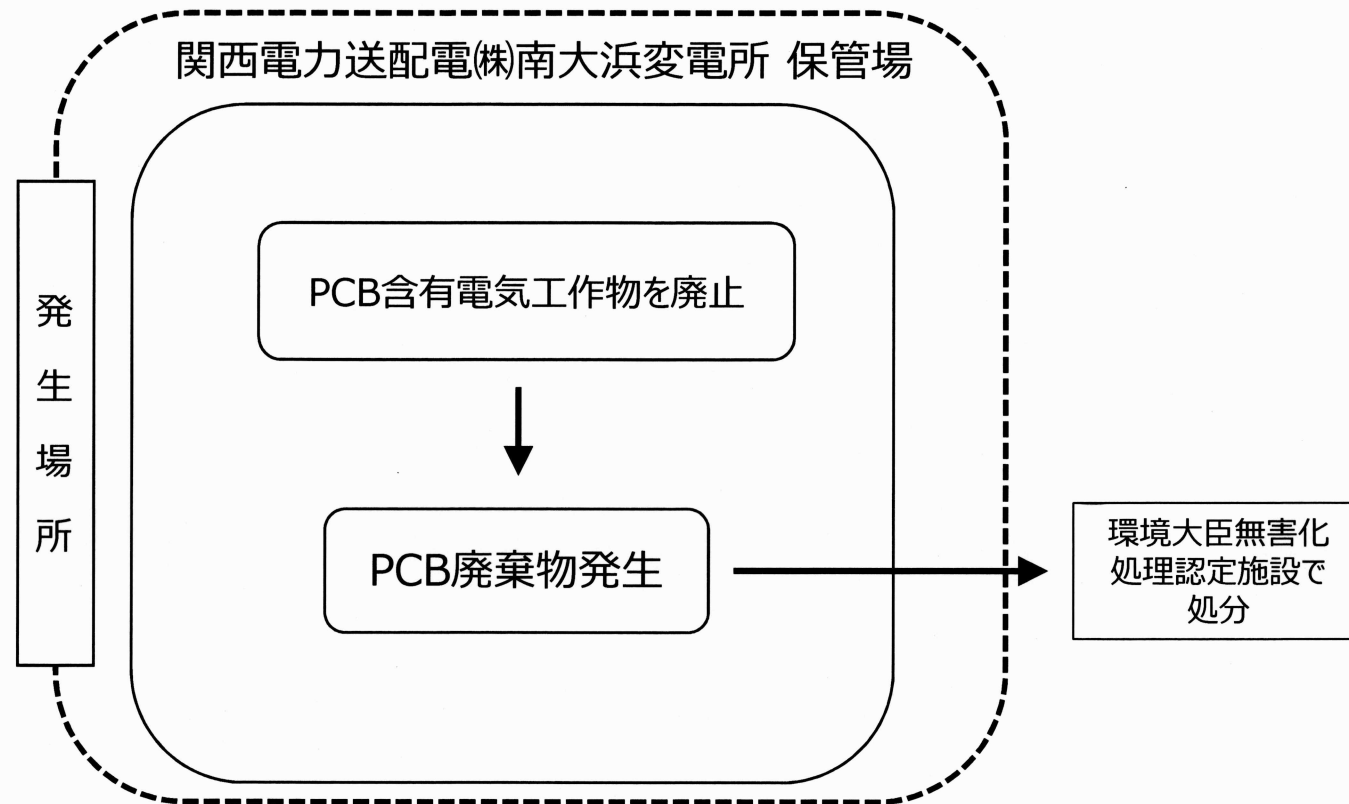 関西電力送配電㈱南大浜変電所 保管場
発生場所
PCB含有電気工作物を廃止
PCB廃棄物発生
環境大臣無害化
処理認定施設で
処分